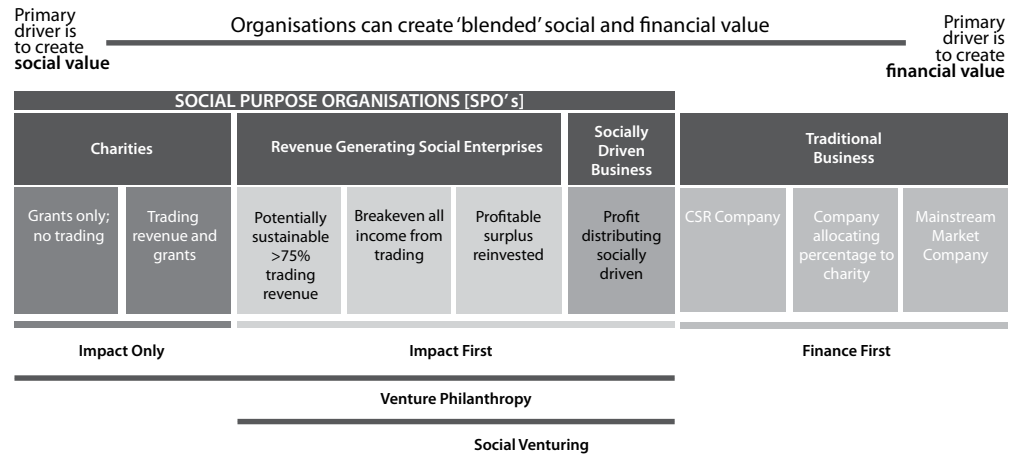 Primary
driver is
to create
social value
Organisations can create ‘blended’ social and financial value
Primary
driver is
to create
financial value
SOCIAL PURPOSE ORGANISATIONS [SPO’ s]
Charities
Revenue Generating Social Enterprises
Socially
Driven
Business
Traditional
Business
Grants only;
no trading
Trading
revenue and
grants
Potentially
sustainable
>75%
trading
revenue
Breakeven all
income from
trading
Profitable
surplus
reinvested
Profit
distributing
socially
driven
CSR Company
Company
allocating
percentage to
charity
Mainstream
Market
Company
Impact Only
Impact First
Finance First
Venture Philanthropy
Social Venturing